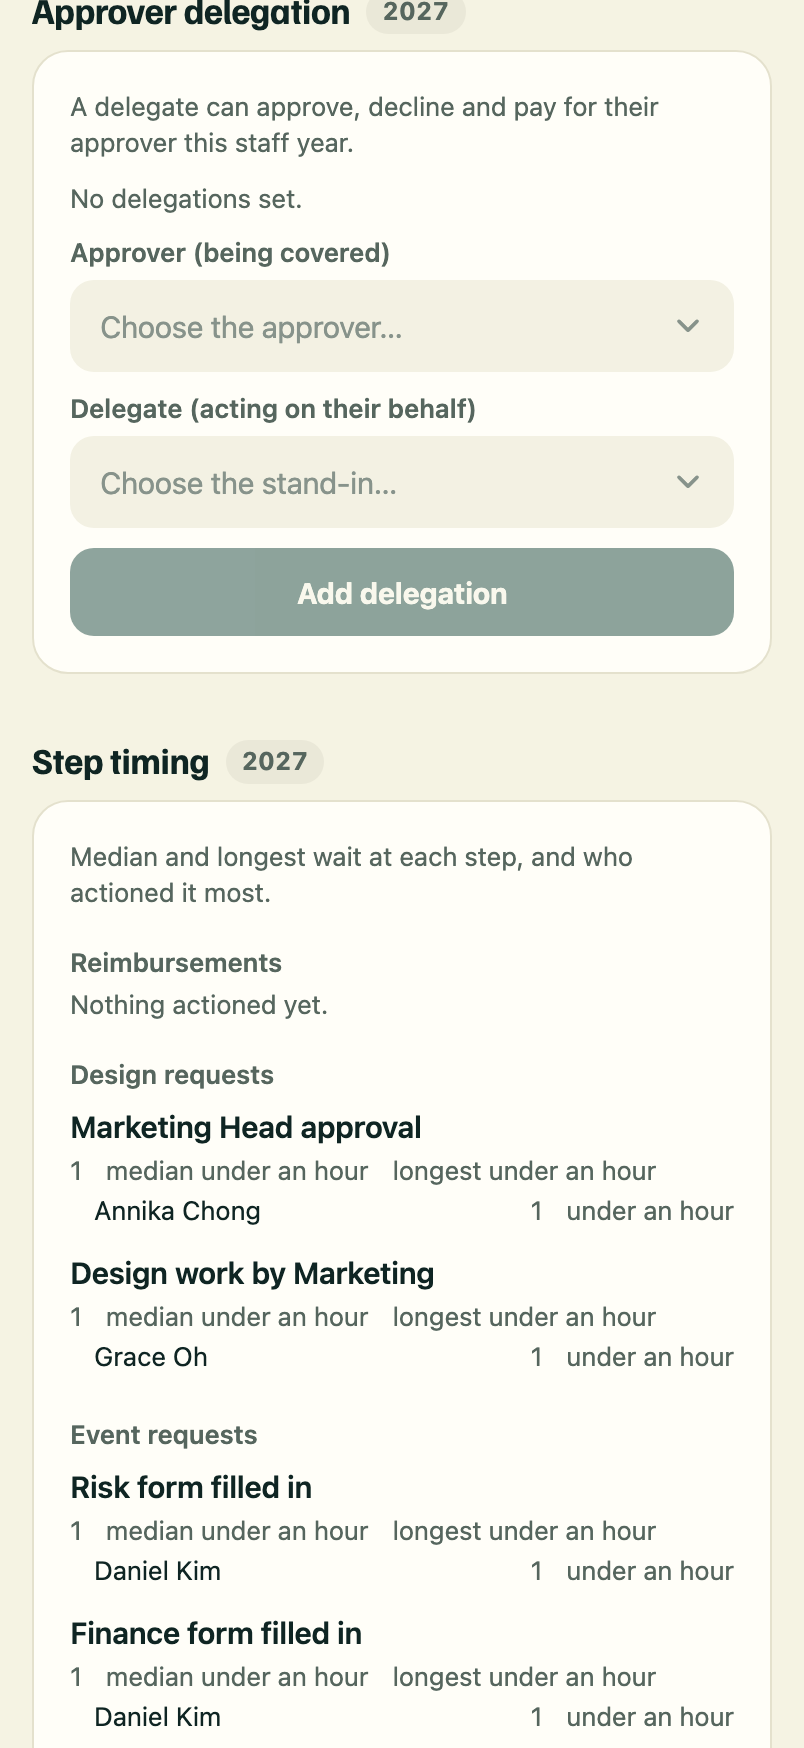 Approver delegation 2027
A delegate can approve, decline and pay for their
approver this staff year.
No delegations set.
Approver (being covered)
Choose the approver...
Delegate (acting on their behalf)
Choose the stand-in...
Add delegation
Step timing 2027
Median and longest wait at each step, and who
actioned it most.
Reimbursements
Nothing actioned yet.
Design requests
Marketing Head approval
1 median under an hour longest under an hour
Annika Chong 1 under an hour
Design work by Marketing
1 median under an hour longest under an hour
Grace Oh 1 under an hour
Event requests
Risk form filled in
1 median under an hour longest under an hour
Daniel Kim 1 under an hour
Finance form filled in
1 median under an hour longest under an hour
Daniel Kim 1 under an hour